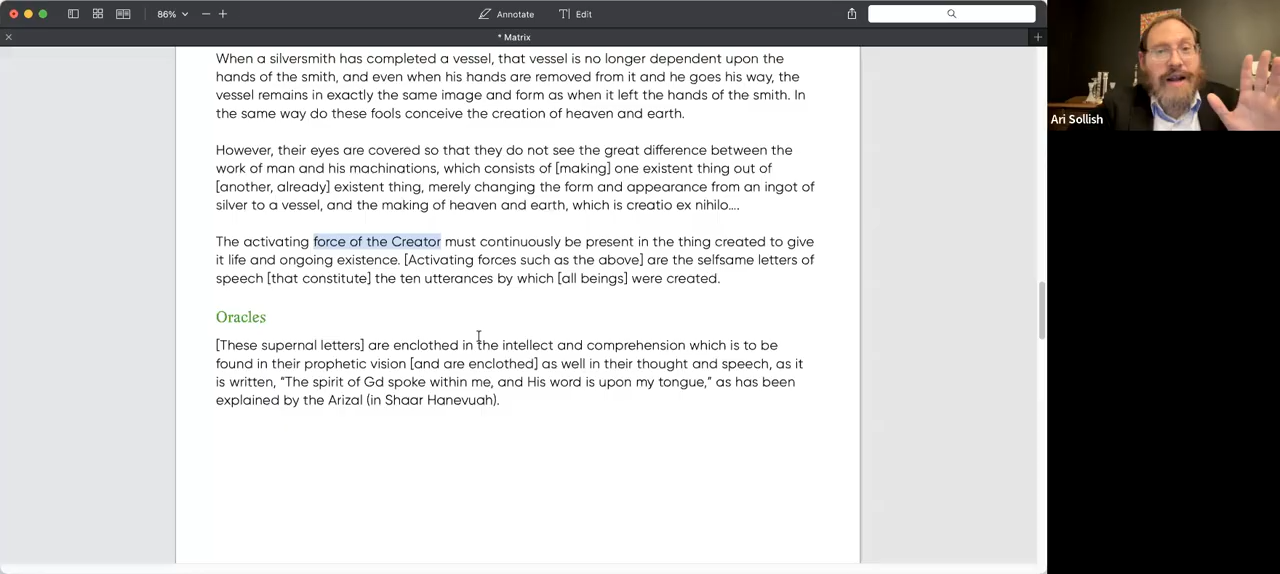 86%
Annotate
Edit
* Matrix
When a silversmith has completed a vessel, that vessel is no longer dependent upon the
hands of the smith, and even when his hands are removed from it and he goes his way, the
vessel remains in exactly the same image and form as when it left the hands of the smith. In
the same way do these fools conceive the creation of heaven and earth.
However, their eyes are covered so that they do not see the great difference between the
work of man and his machinations, which consists of [making] one existent thing out of
[another, already] existent thing, merely changing the form and appearance from an ingot of
silver to a vessel, and the making of heaven and earth, which is creatio ex nihilo....
The activating force of the Creator must continuously be present in the thing created to give
it life and ongoing existence. [Activating forces such as the above] are the selfsame letters of
speech [that constitute] the ten utterances by which [all beings] were created.
Oracles
[These supernal letters] are enclothed in the intellect and comprehension which is to be
found in their prophetic vision [and are enclothed] as well in their thought and speech, as it
is written, “The spirit of Gd spoke within me, and His word is upon my tongue,” as has been
explained by the Arizal (in Shaar Hanevuah).
Ari Sollish